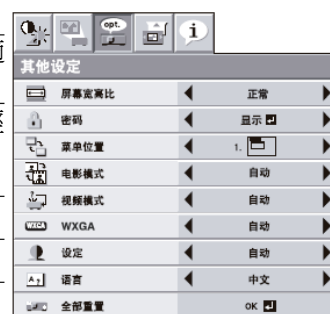 opt.
其他设定
屏幕宽高比 正常
密码 显示
菜单位置 1.
电影模式 自动
视频模式 自动
WXGA 自动
设定 自动
语言 中文
全部重置 OK